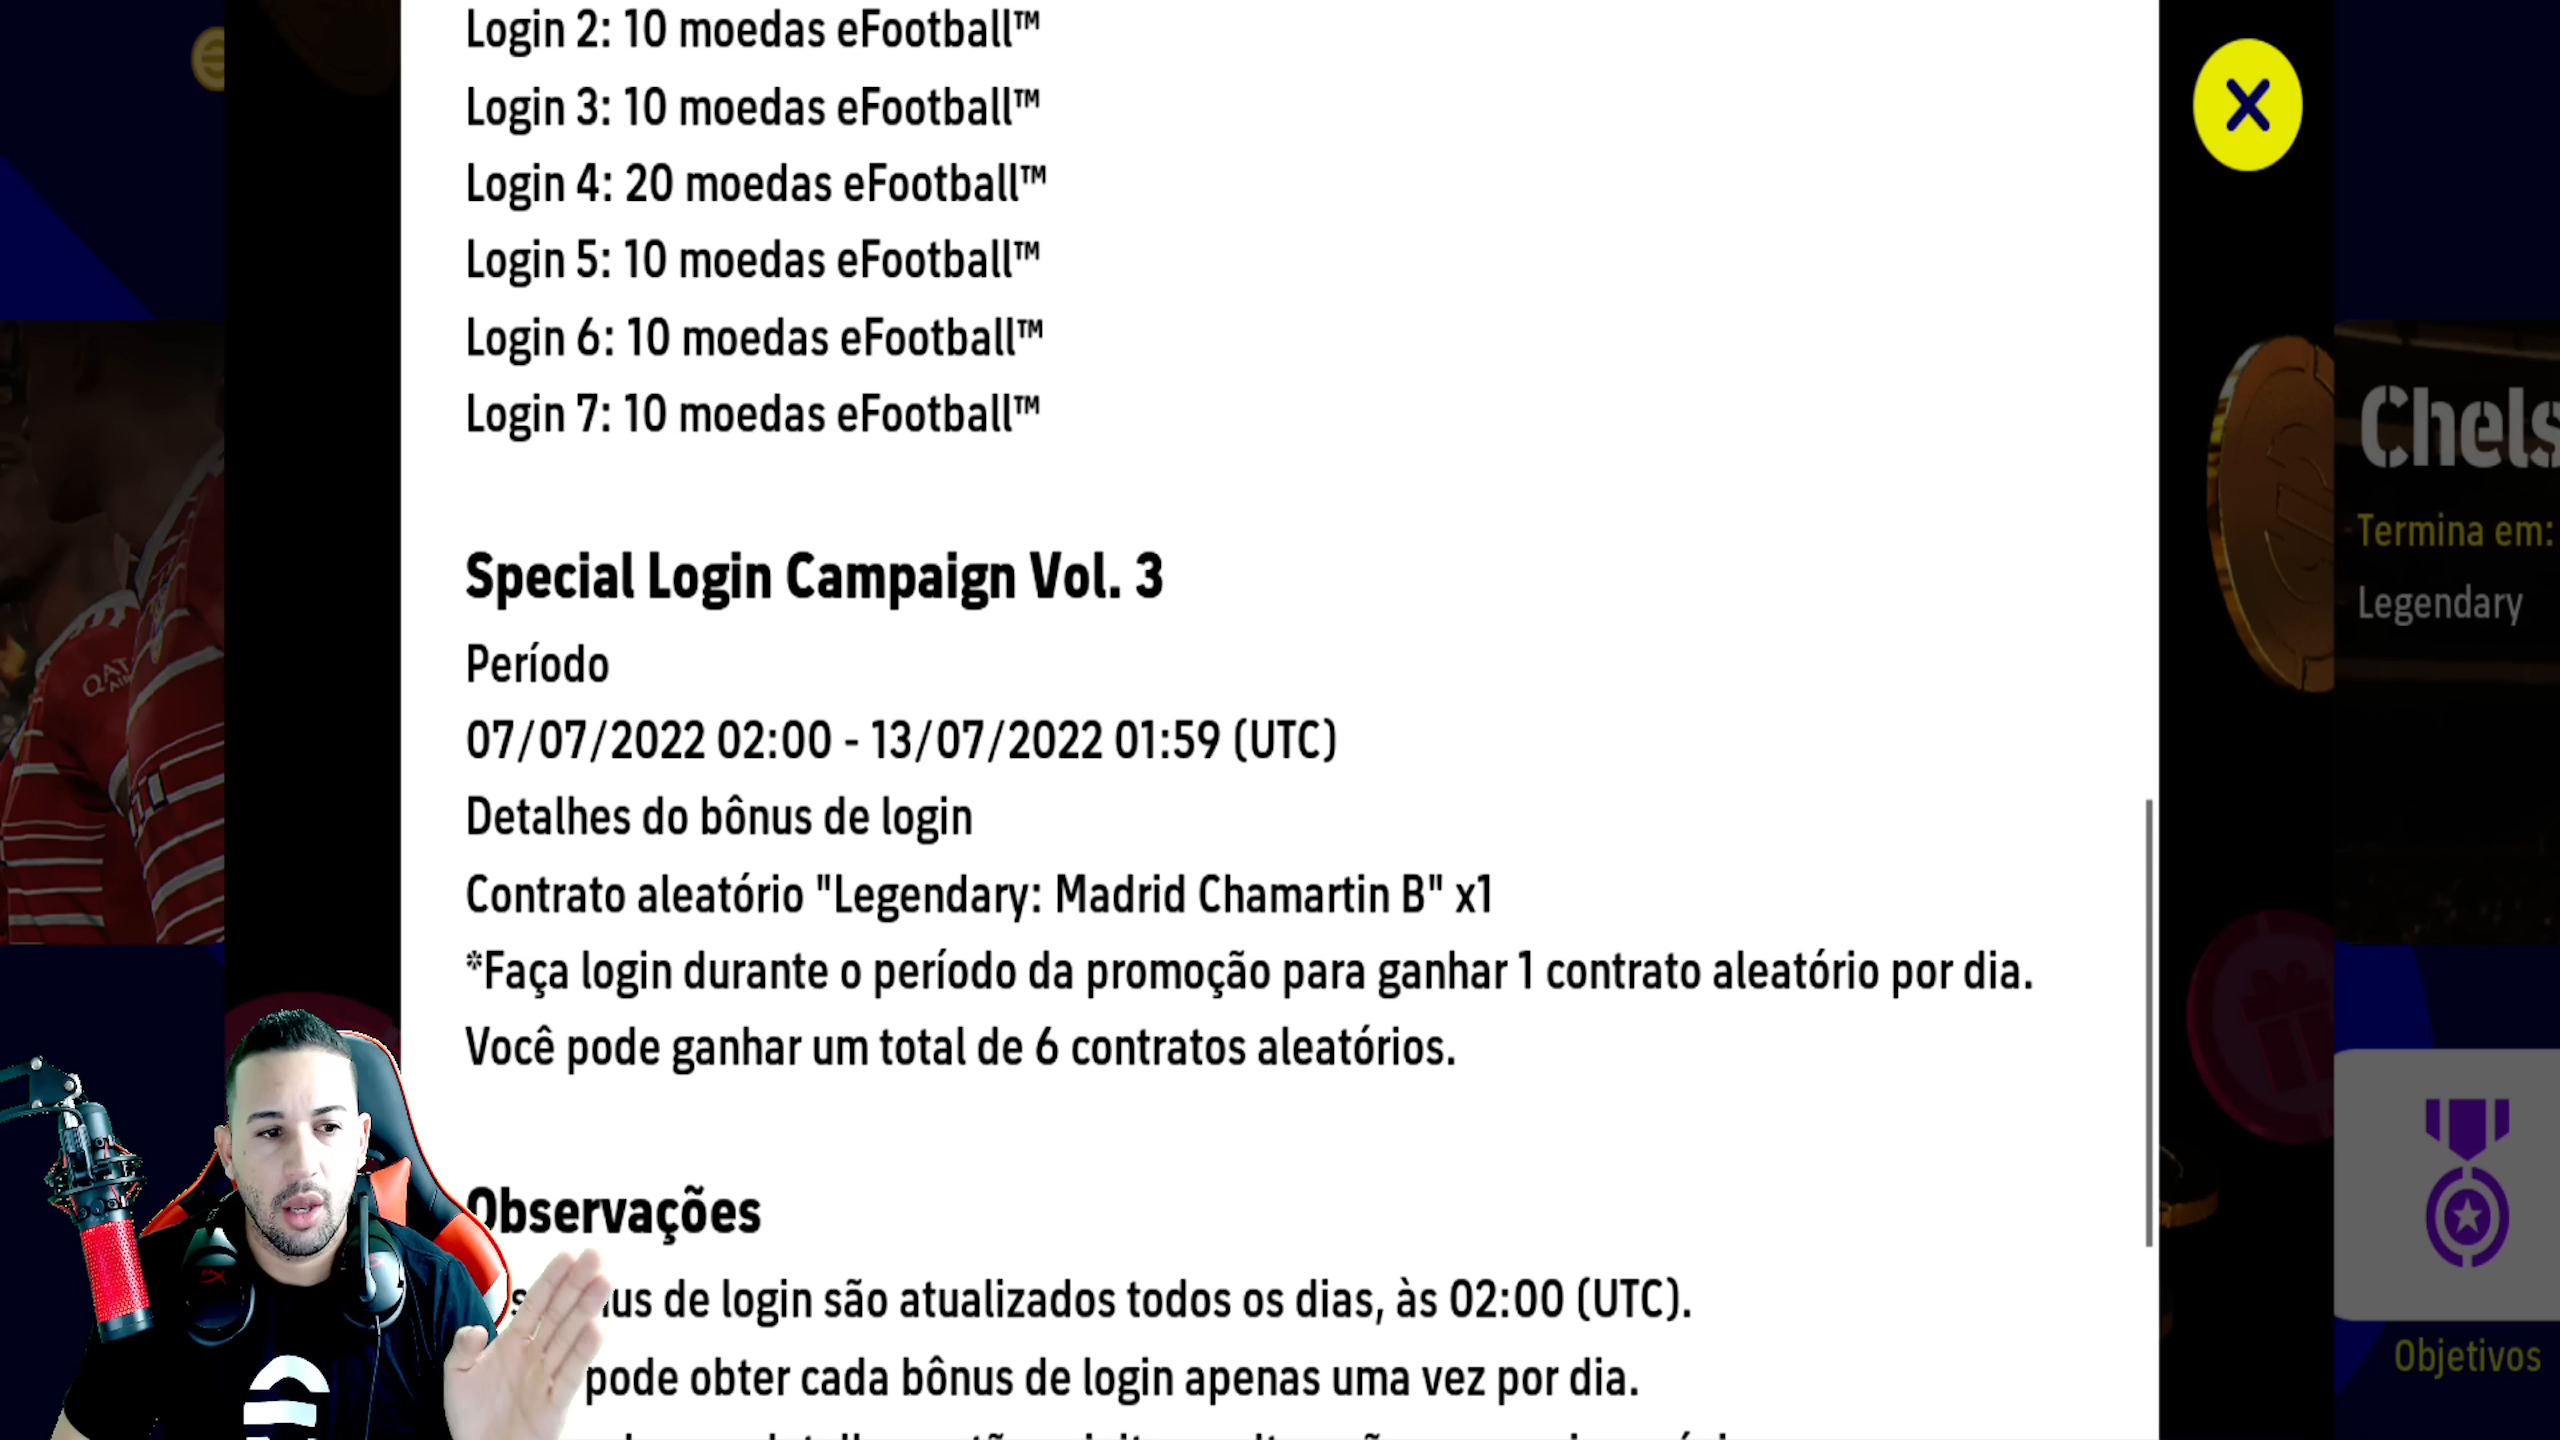 Login 2: 10 moedas eFootball™
Login 3: 10 moedas eFootball™
Login 4: 20 moedas eFootball™
Login 5: 10 moedas eFootball™
Login 6: 10 moedas eFootball™
Login 7: 10 moedas eFootball™
Special Login Campaign Vol. 3
Período
07/07/2022 02:00 - 13/07/2022 01:59 (UTC)
Detalhes do bônus de login
Contrato aleatório "Legendary: Madrid Chamartin B" x1
*Faça login durante o período da promoção para ganhar 1 contrato aleatório por dia.
Você pode ganhar um total de 6 contratos aleatórios.
Observações
de login são atualizados todos os dias, às 02:00 (UTC).
pode obter cada bônus de login apenas uma vez por dia.
Chels
Termina em:
Legendary
Objetivos
QAT